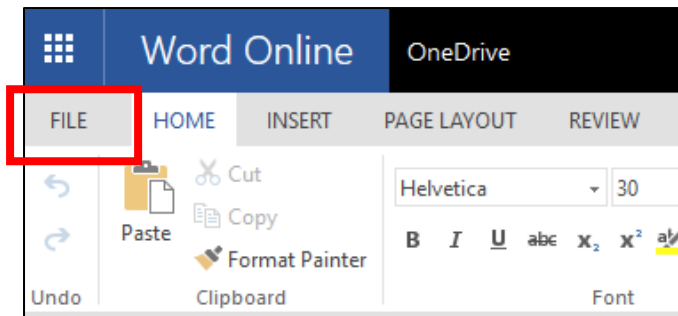 Word Online OneDrive
FILE HOME INSERT PAGE LAYOUT REVIEW
Cut
Helvetica 30
Copy
Paste
B I U abc x₂ x² ab
Format Painter
Undo Clipboard Font